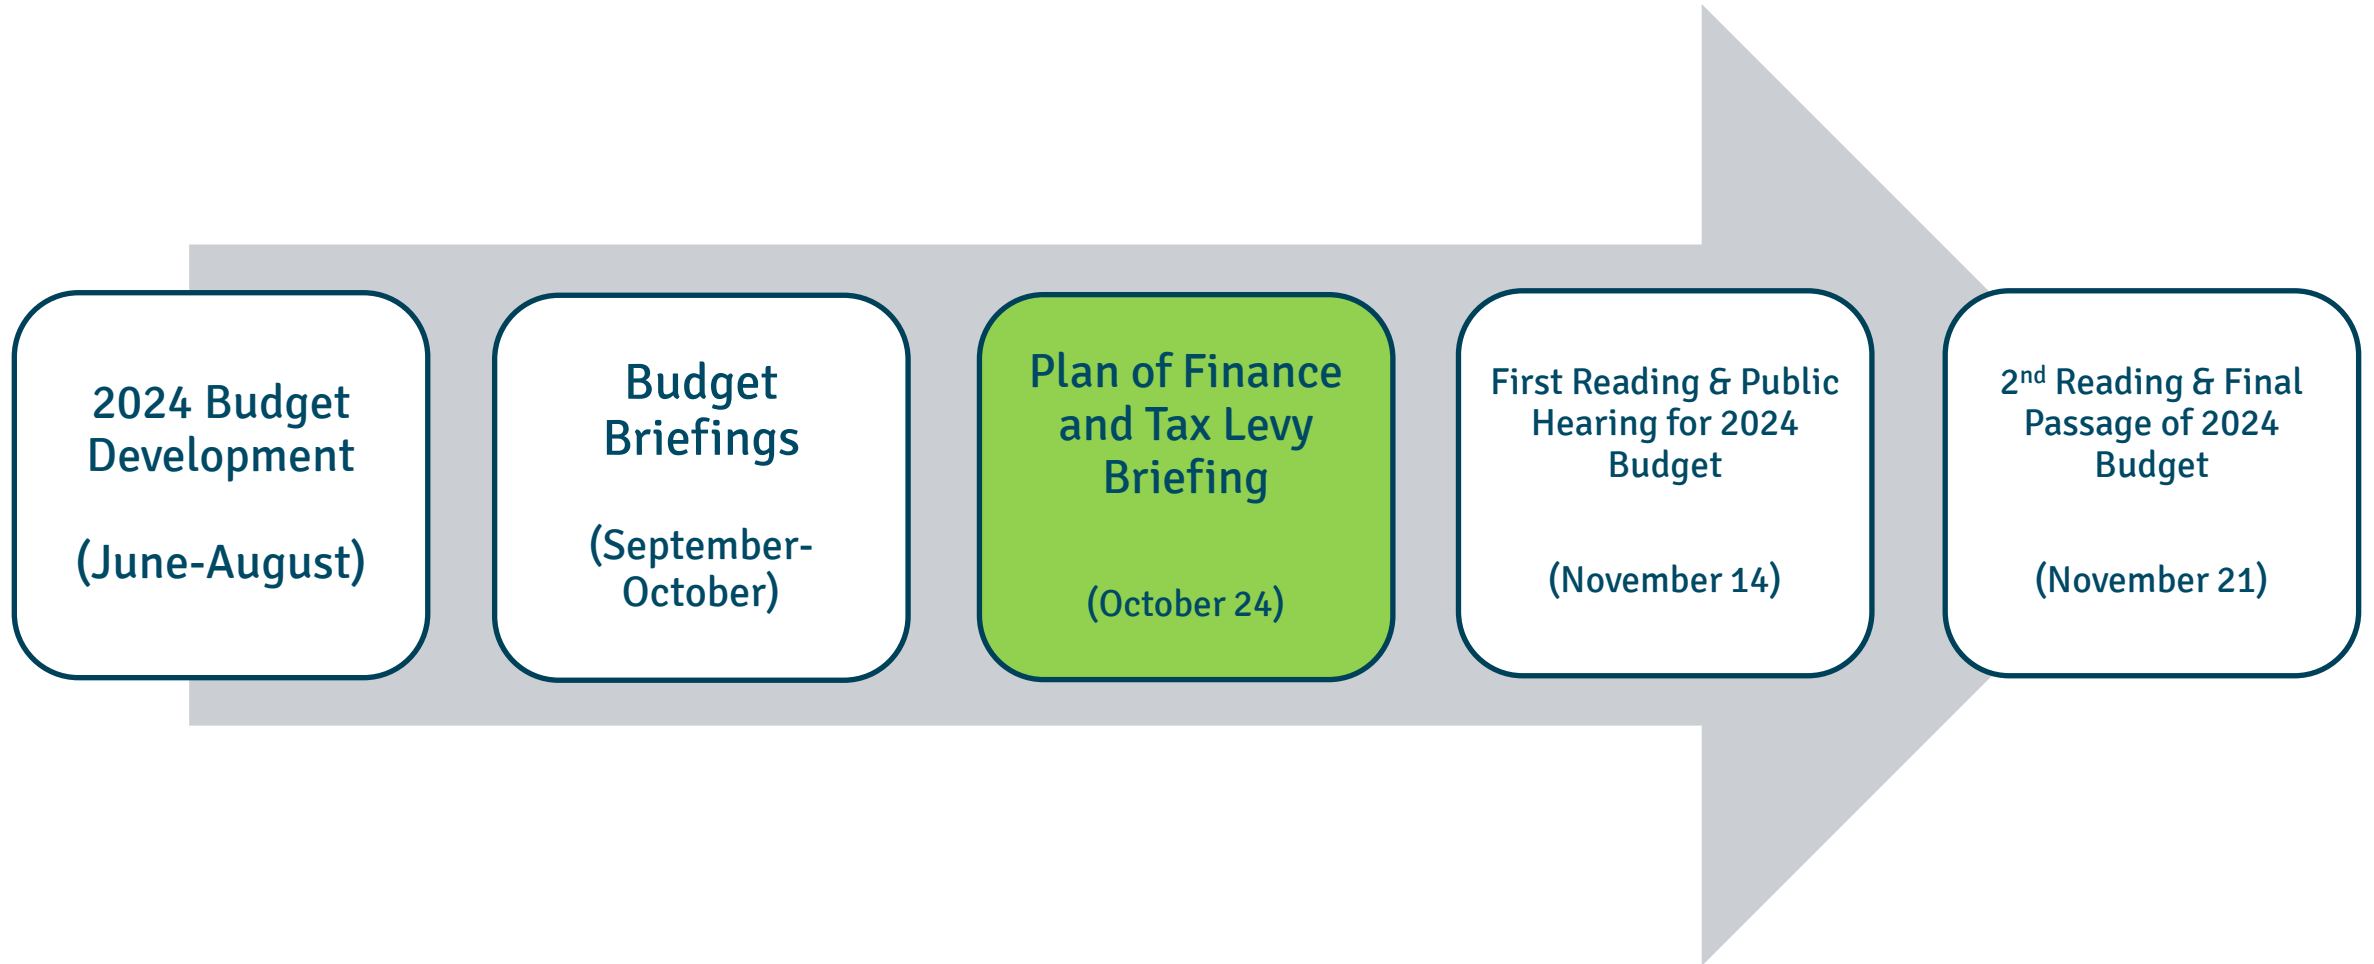 2024 Budget
Development
(June-August)
Budget
Briefings
(September-
October)
Plan of Finance
and Tax Levy
Briefing
(October 24)
First Reading & Public
Hearing for 2024
Budget
(November 14)
2nd Reading & Final
Passage of 2024
Budget
(November 21)